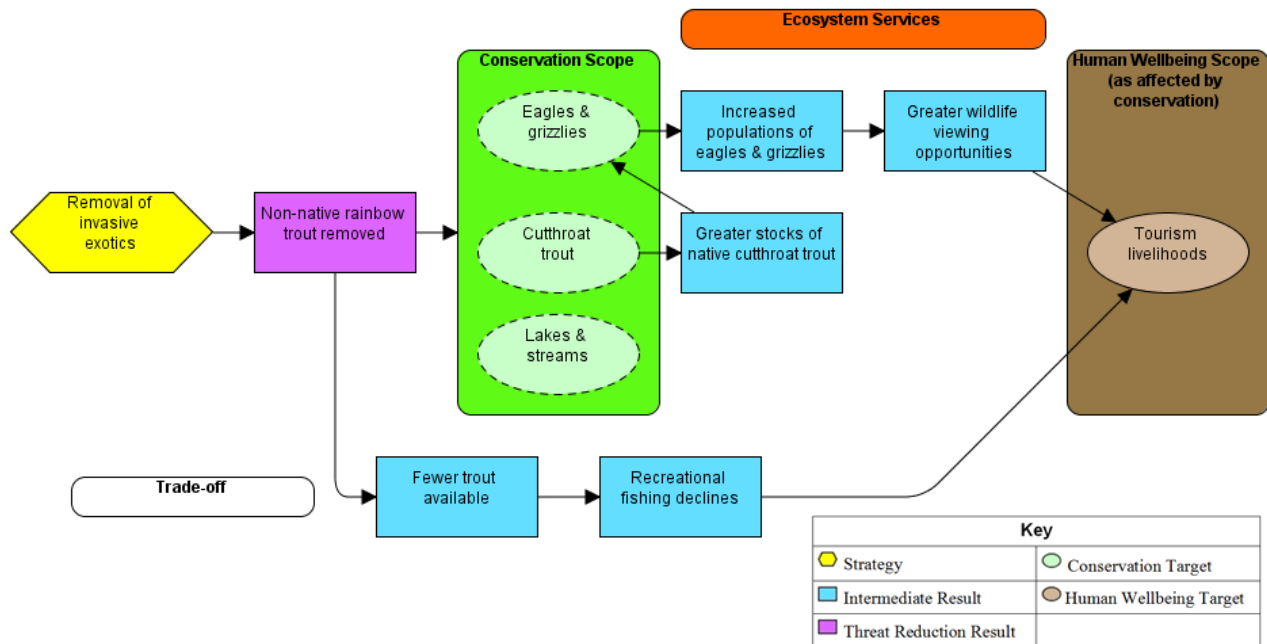 Ecosystem Services
Conservation Scope
Human Wellbeing Scope
(as affected by
conservation)
Eagles &
grizzlies
Increased
populations of
eagles & grizzlies
Greater wildlife
viewing
opportunities
Removal of
invasive
exotics
Non-native rainbow
trout removed
Cutthroat
trout
Greater stocks of
native cutthroat trout
Tourism
livelihoods
Lakes &
streams
Trade-off
Fewer trout
available
Recreational
fishing declines
Key
Strategy
Conservation Target
Intermediate Result
Human Wellbeing Target
Threat Reduction Result